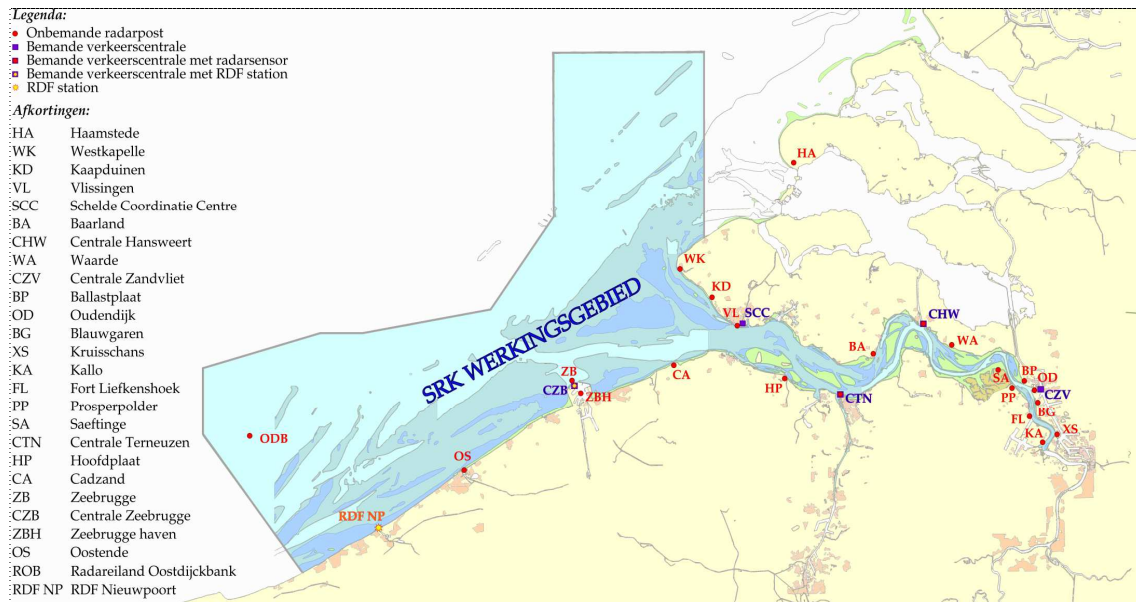 Legenda:
Onbemande radarpost
Bemande verkeerscentrale
Bemande verkeerscentrale met radarsensor
Bemande verkeerscentrale met RDF station
RDF station
Afkortingen:
HA Haamstede
WK Westkapelle
KD Kaapduinen
VL Vlissingen
SCC Schelde Coordinatie Centre
BA Baarland
CHW Centrale Hansweert
WA Waarde
CZV Centrale Zandvliet
BP Ballastplaat
OD Oudendijk
BG Blauwgaren
XS Kruisschans
KA Kallo
FL Fort Liefkenshoek
PP Prosperpolder
SA Saeftinge
CTN Centrale Terneuzen
HP Hoofdplaat
CA Cadzand
ZB Zeebrugge
CZB Centrale Zeebrugge
ZBH Zeebrugge haven
OS Oostende
ROB Radareiland Oostdijckbank
RDF NP RDF Nieuwpoort
HA
WK
KD
VL
SCC
CHW
WA
BA
SRK WERKINGSGEBIED
CA
HP
CTN
SA
BP
OD
PP
CZV
BG
FL
KA
XS
ZB
CZB
ZBH
ODB
OS
RDF NP